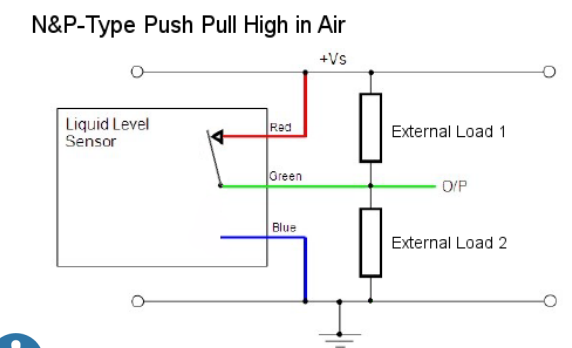 N&P-Type Push Pull High in Air
+Vs
Liquid Level
Sensor
Red
External Load 1
Green
O/P
Blue
External Load 2